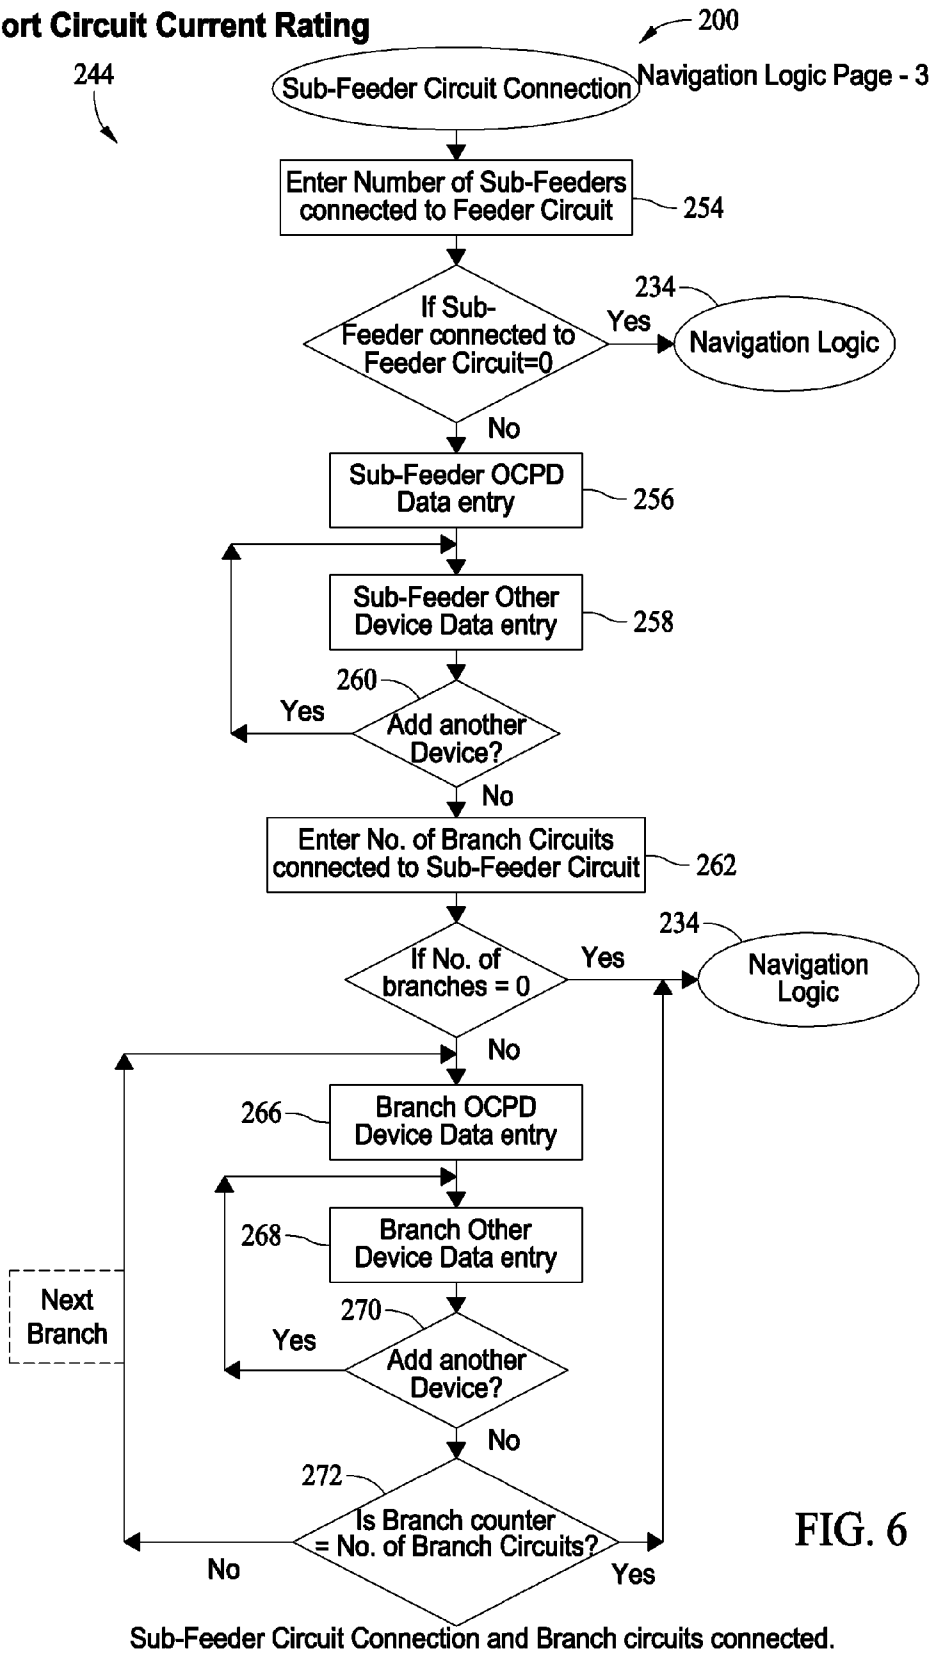 ort Circuit Current Rating
200
244
Sub-Feeder Circuit Connection
Navigation Logic Page - 3
Enter Number of Sub-Feeders
connected to Feeder Circuit
254
If Sub-
Feeder connected to
Feeder Circuit=0
Yes
234
Navigation Logic
No
Sub-Feeder OCPD
Data entry
256
Sub-Feeder Other
Device Data entry
258
260
Yes
Add another
Device?
No
Enter No. of Branch Circuits
connected to Sub-Feeder Circuit
262
If No. of
branches = 0
Yes
234
Navigation
Logic
No
266
Branch OCPD
Device Data entry
268
Branch Other
Device Data entry
Next
Branch
270
Yes
Add another
Device?
No
272
Is Branch counter
= No. of Branch Circuits?
No
Yes
FIG. 6
Sub-Feeder Circuit Connection and Branch circuits connected.